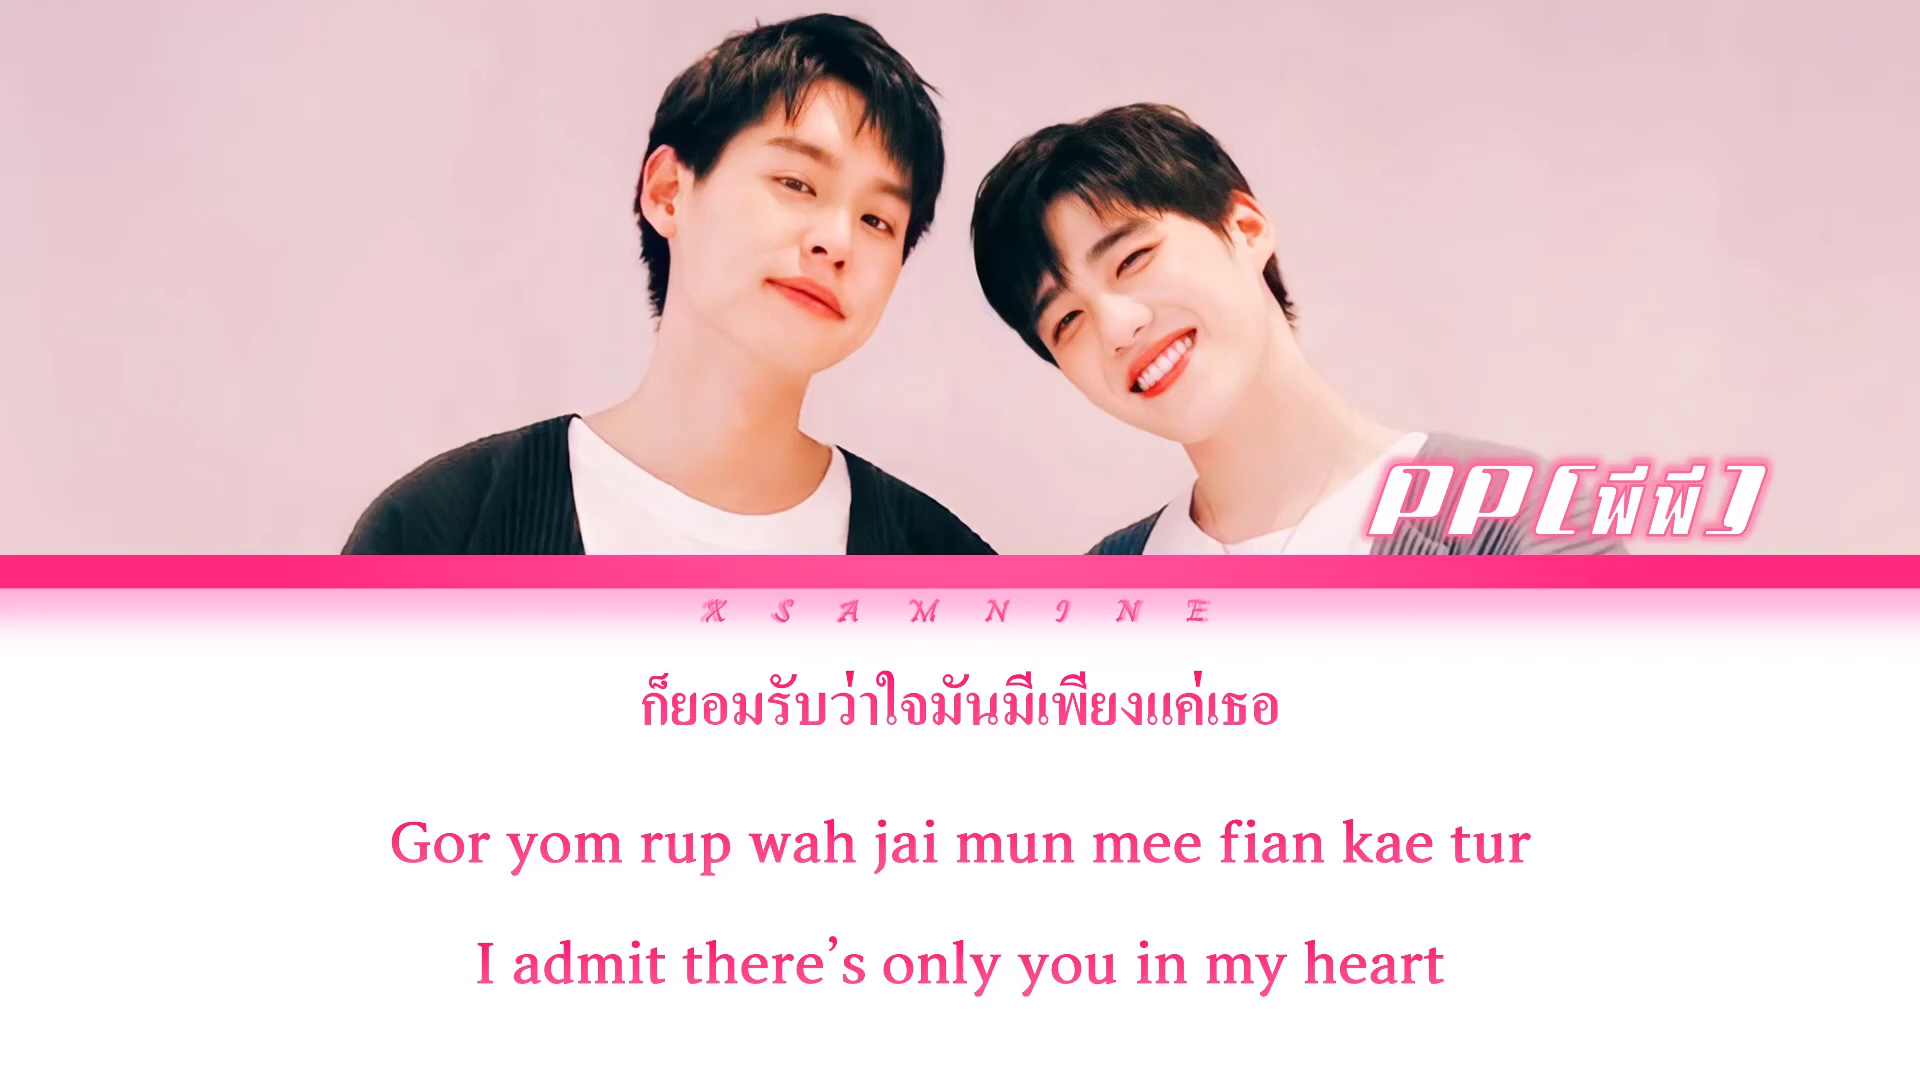 PP [พีพี]
X S A M N I N E
ก็ยอมรับว่าใจมันมีเพียงแค่เธอ
Gor yom rup wah jai mun mee fian kae tur
I admit there's only you in my heart